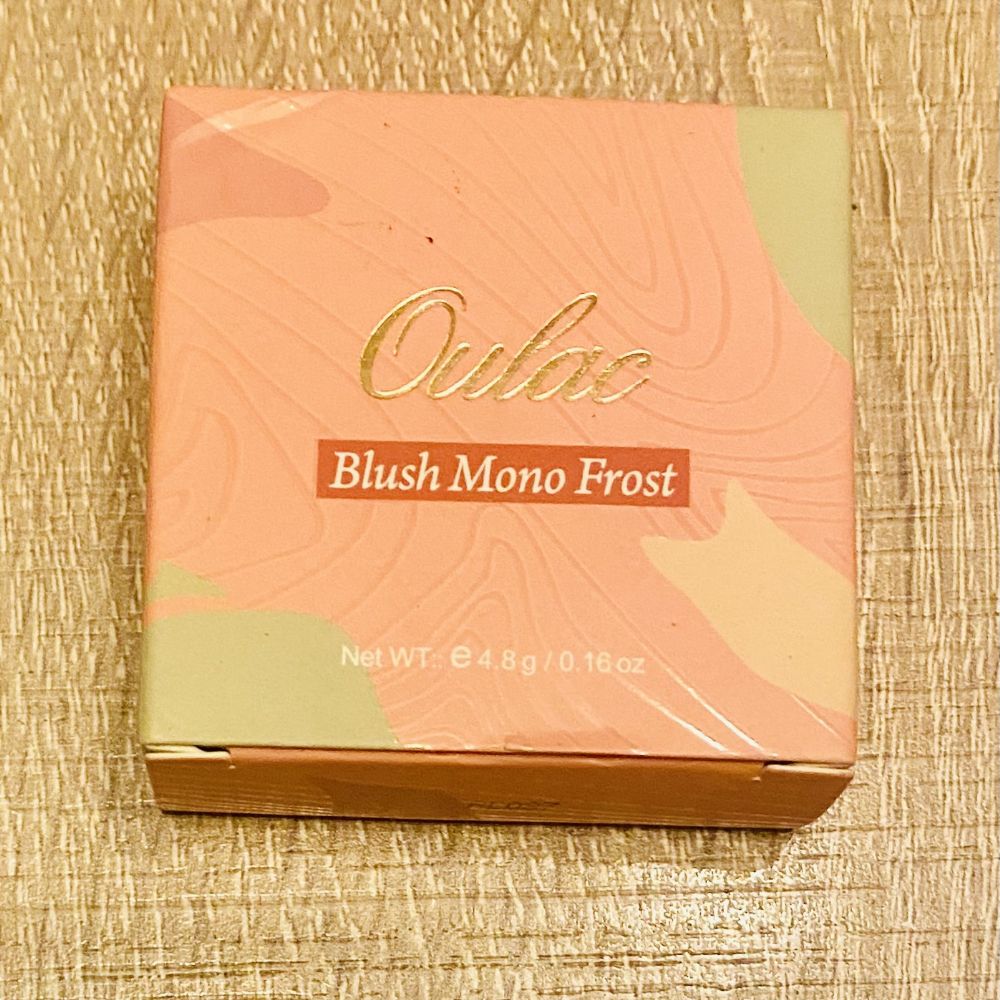 Oulac
Blush Mono Frost
Net WT.: e 4.8 g / 0.16 oz